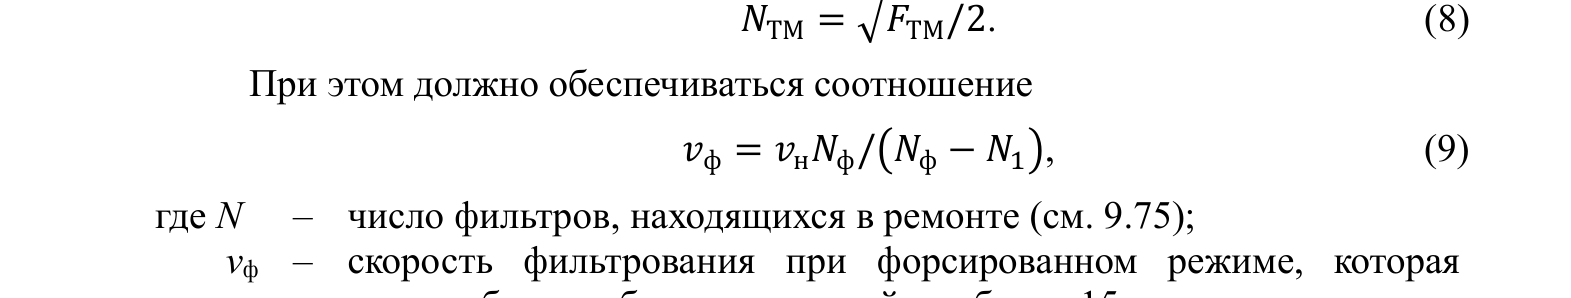 N_ТМ = √F_ТМ/2. (8)
При этом должно обеспечиваться соотношение
v_ф = v_н N_ф/(N_ф − N_1), (9)
где N – число фильтров, находящихся в ремонте (см. 9.75);
v_ф – скорость фильтрования при форсированном режиме, которая